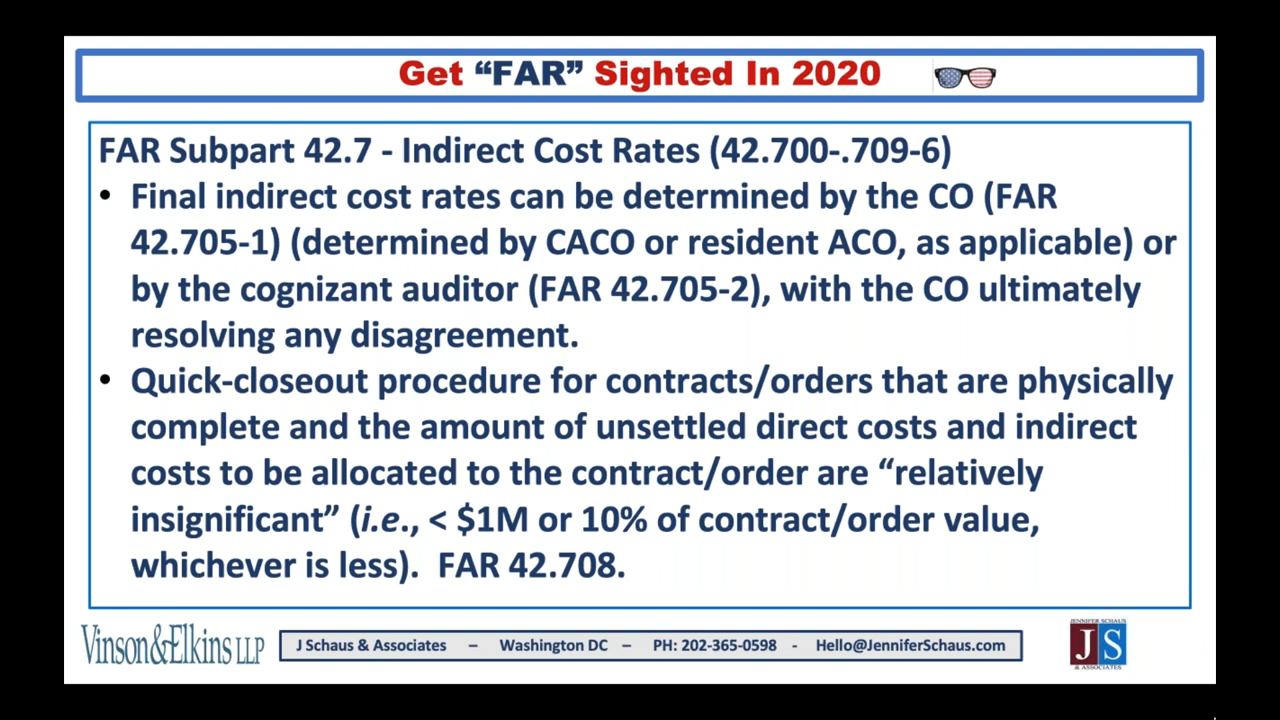 Get “FAR” Sighted In 2020
FAR Subpart 42.7 - Indirect Cost Rates (42.700-.709-6)
• Final indirect cost rates can be determined by the CO (FAR
42.705-1) (determined by CACO or resident ACO, as applicable) or
by the cognizant auditor (FAR 42.705-2), with the CO ultimately
resolving any disagreement.
• Quick-closeout procedure for contracts/orders that are physically
complete and the amount of unsettled direct costs and indirect
costs to be allocated to the contract/order are “relatively
insignificant” (i.e., < $1M or 10% of contract/order value,
whichever is less). FAR 42.708.
Vinson&Elkins LLP
J Schaus & Associates – Washington DC – PH: 202-365-0598 - Hello@JenniferSchaus.com
JENNIFER SCHAUS
J S
& ASSOCIATES